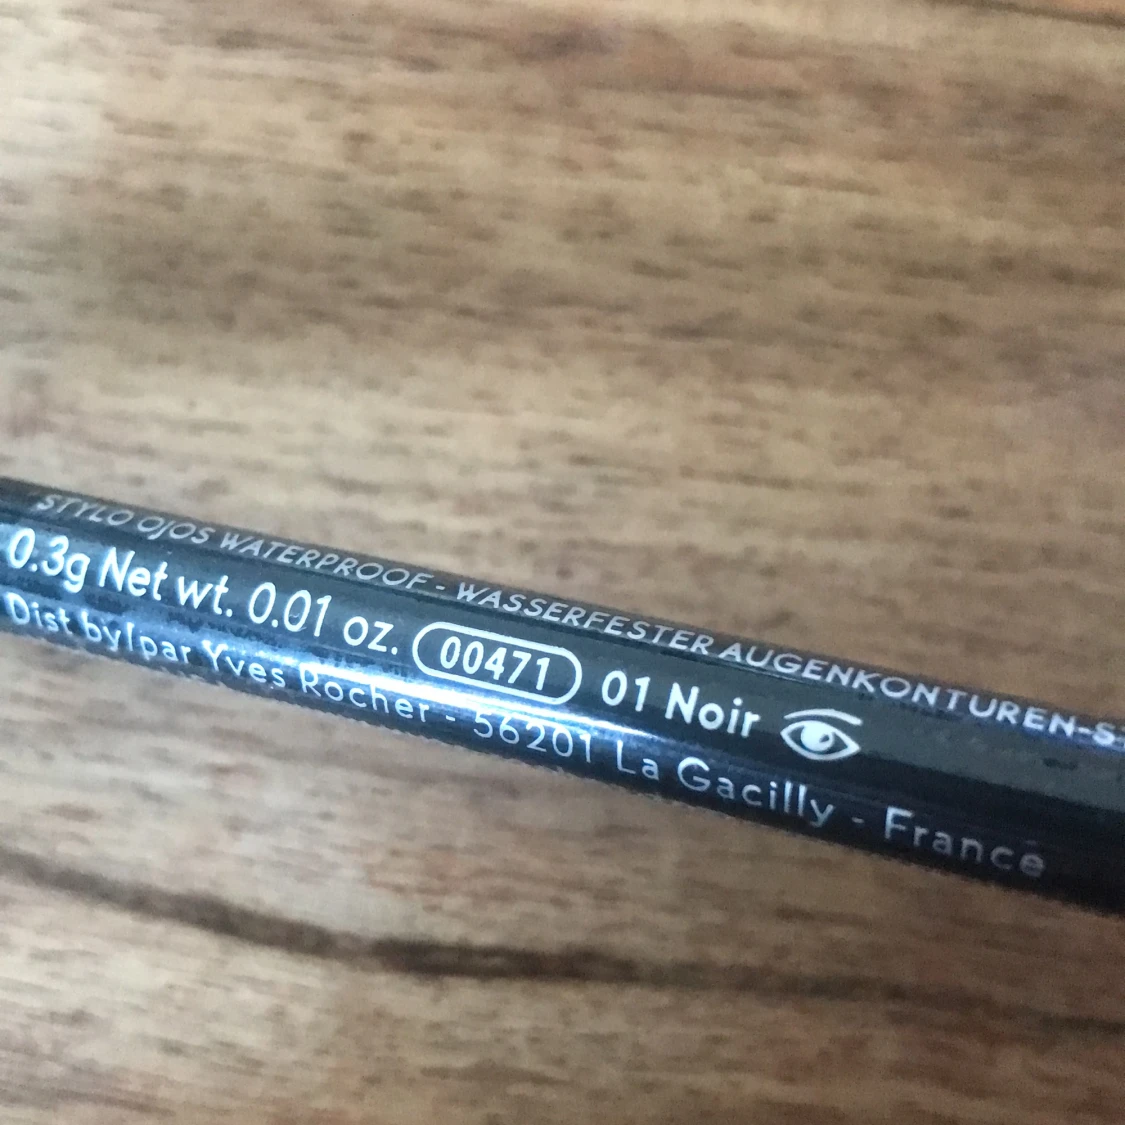 STYLO OJOS WATERPROOF - WASSERFESTER AUGENKONTUREN-
0.3g Net wt. 0.01 oz. 00471 01 Noir
Dist by/par Yves Rocher - 56201 La Gacilly - France